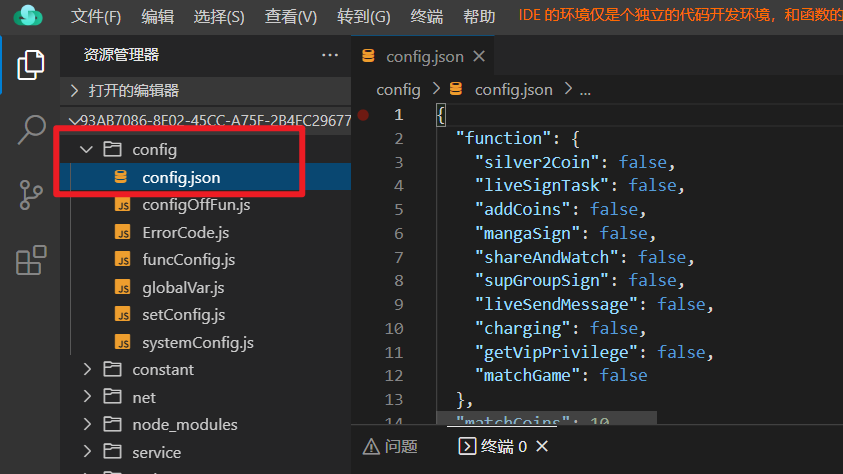 文件(F) 编辑 选择(S) 查看(V) 转到(G) 终端 帮助 IDE 的环境仅是个独立的代码开发环境，和函数的
资源管理器 ···
打开的编辑器
config
config.json
configOffFun.js
ErrorCode.js
funcConfig.js
globalVar.js
setConfig.js
systemConfig.js
constant
net
node_modules
service
config.json
config config.json ...
1 {
2 "function": {
3 "silver2Coin": false,
4 "liveSignTask": false,
5 "addCoins": false,
6 "mangaSign": false,
7 "shareAndWatch": false,
8 "supGroupSign": false,
9 "liveSendMessage": false,
10 "charging": false,
11 "getVipPrivilege": false,
12 "matchGame": false
13 },
14 "matchCoins": 10
问题 终端 0